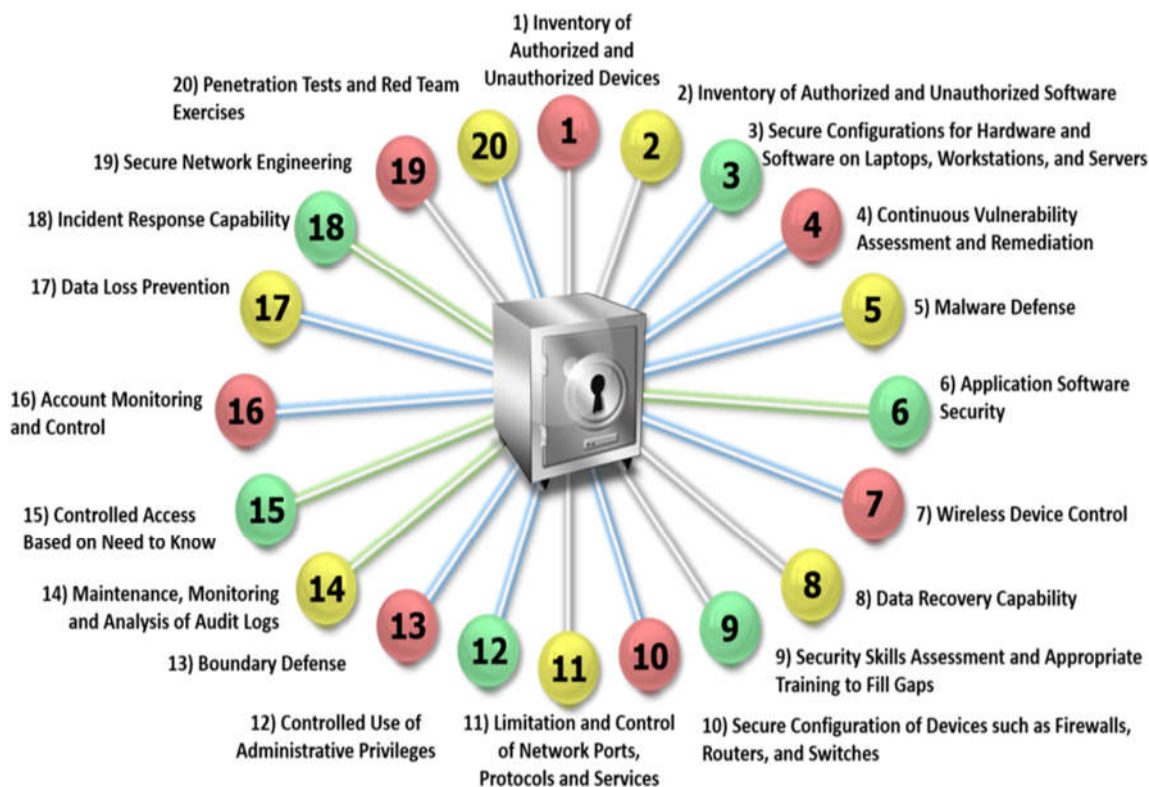 1) Inventory of
Authorized and
Unauthorized Devices
2) Inventory of Authorized and Unauthorized Software
3) Secure Configurations for Hardware and
Software on Laptops, Workstations, and Servers
4) Continuous Vulnerability
Assessment and Remediation
5) Malware Defense
6) Application Software
Security
7) Wireless Device Control
8) Data Recovery Capability
9) Security Skills Assessment and Appropriate
Training to Fill Gaps
10) Secure Configuration of Devices such as Firewalls,
Routers, and Switches
11) Limitation and Control
of Network Ports,
Protocols and Services
12) Controlled Use of
Administrative Privileges
13) Boundary Defense
14) Maintenance, Monitoring
and Analysis of Audit Logs
15) Controlled Access
Based on Need to Know
16) Account Monitoring
and Control
17) Data Loss Prevention
18) Incident Response Capability
19) Secure Network Engineering
20) Penetration Tests and Red Team
Exercises
1
2
3
4
5
6
7
8
9
10
11
12
13
14
15
16
17
18
19
20